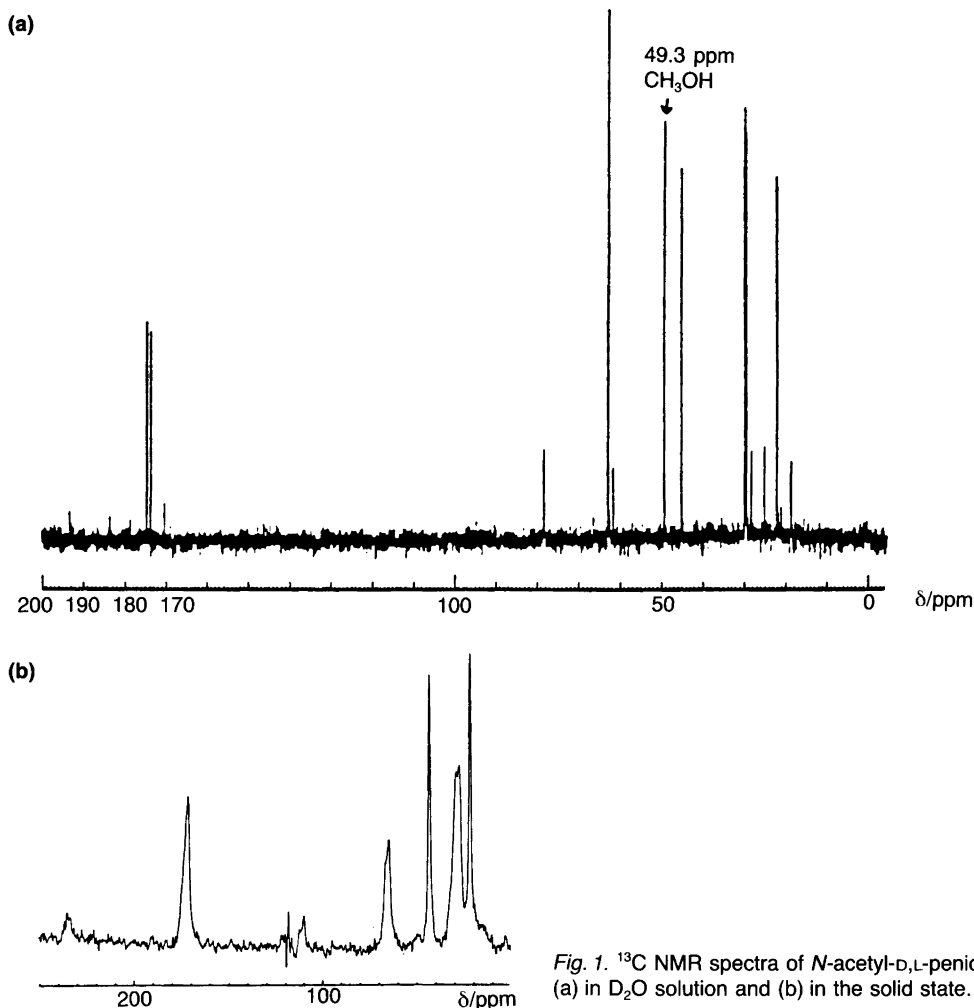 (a)
49.3 ppm
CH₃OH
200 190 180 170 100 50 0 δ/ppm
(b)
200 100 δ/ppm
Fig. 1. ¹³C NMR spectra of N-acetyl-D,L-penic
(a) in D₂O solution and (b) in the solid state.